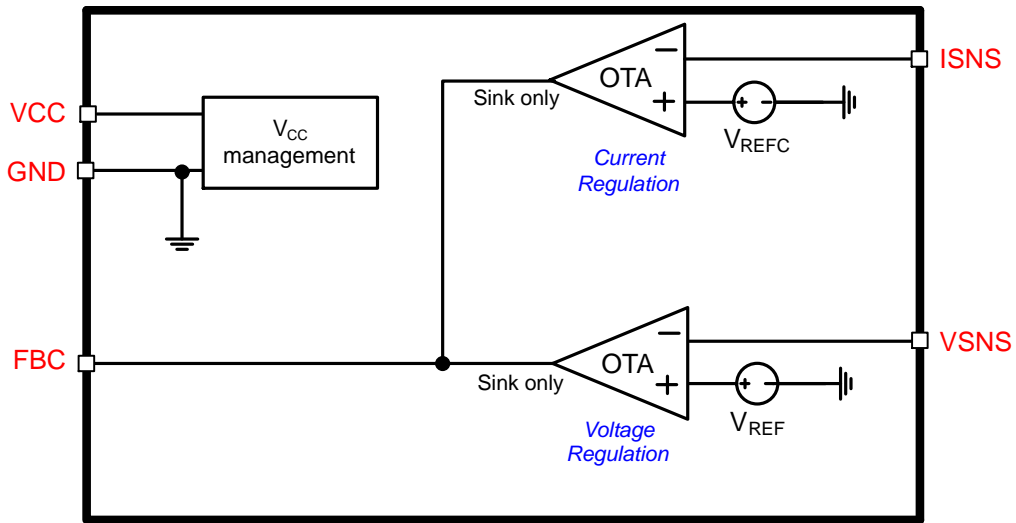 ISNS
OTA
Sink only
VCC
VCC
management
VREFC
GND
Current
Regulation
VSNS
FBC
OTA
Sink only
VREF
Voltage
Regulation